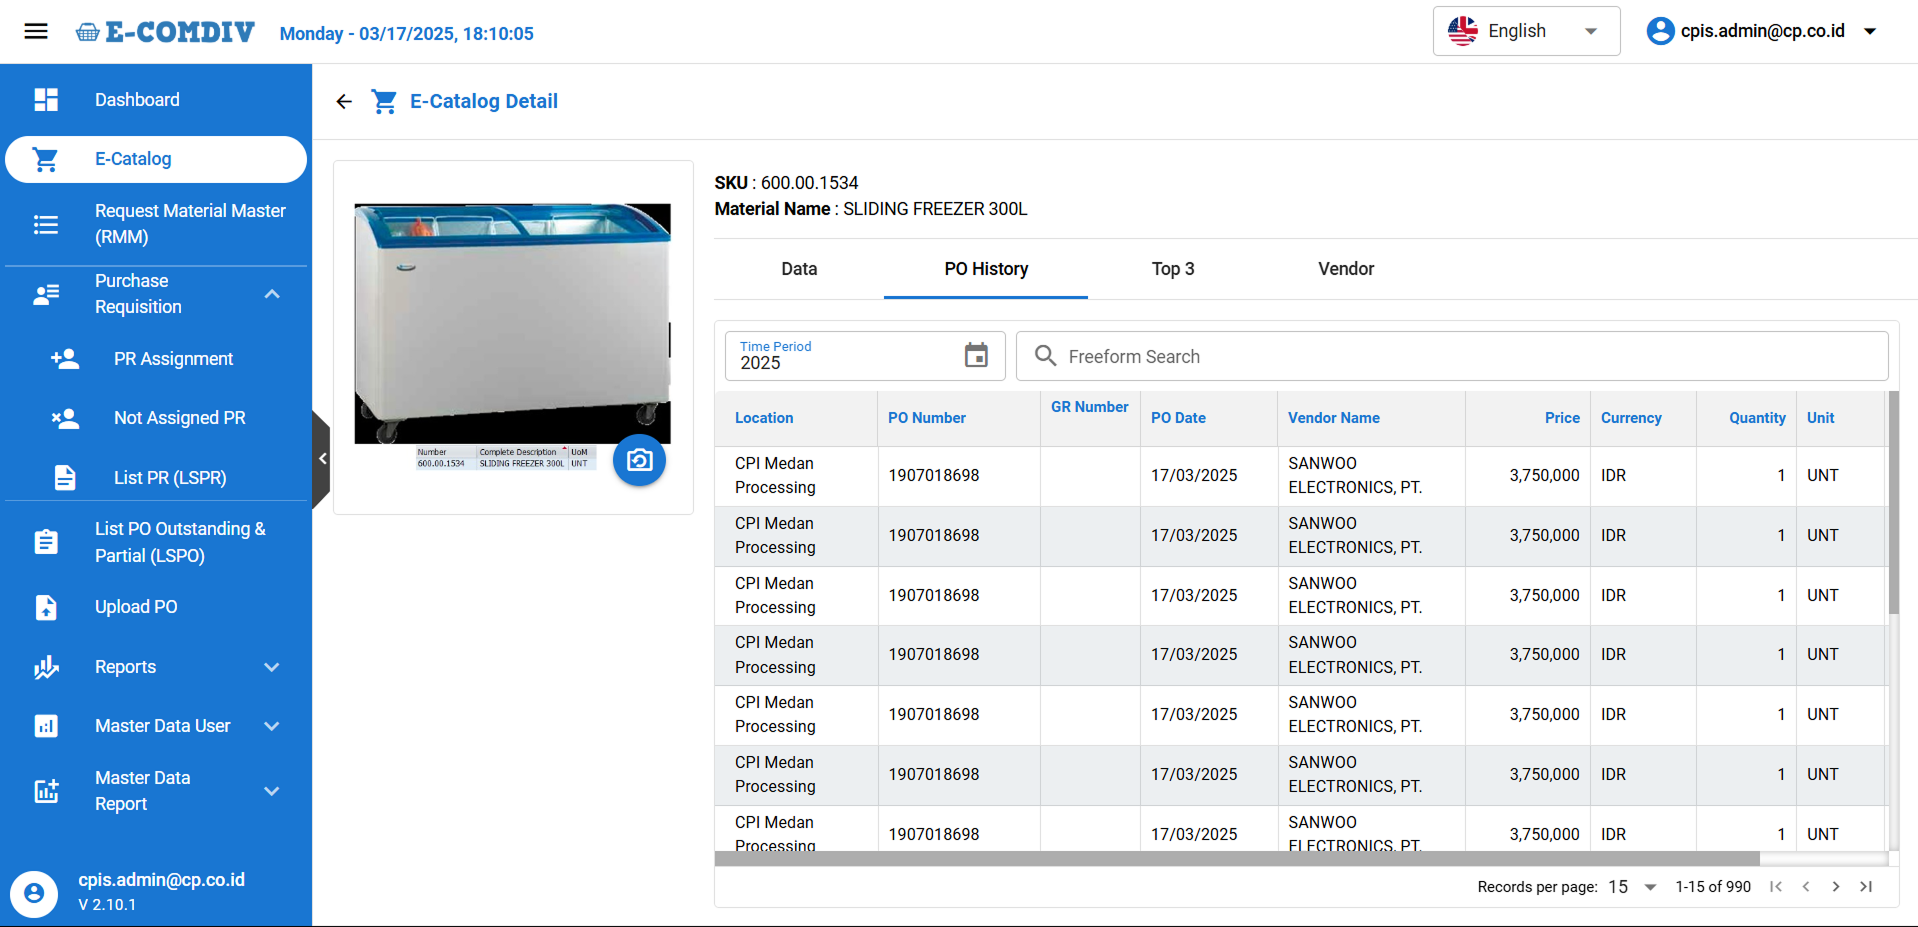 E-COMDIV
Monday - 03/17/2025, 18:10:05
English
cpis.admin@cp.co.id
Dashboard
E-Catalog
Request Material Master
(RMM)
Purchase
Requisition
PR Assignment
Not Assigned PR
List PR (LSPR)
List PO Outstanding &
Partial (LSPO)
Upload PO
Reports
Master Data User
Master Data
Report
cpis.admin@cp.co.id
V 2.10.1
E-Catalog Detail
Number Complete Description UoM
600.00.1534 SLIDING FREEZER 300L UNT
SKU : 600.00.1534
Material Name : SLIDING FREEZER 300L
Data PO History Top 3 Vendor
Time Period
2025
Freeform Search
Location PO Number GR Number PO Date Vendor Name Price Currency Quantity Unit
CPI Medan
Processing 1907018698 17/03/2025 SANWOO
ELECTRONICS, PT. 3,750,000 IDR 1 UNT
CPI Medan
Processing 1907018698 17/03/2025 SANWOO
ELECTRONICS, PT. 3,750,000 IDR 1 UNT
CPI Medan
Processing 1907018698 17/03/2025 SANWOO
ELECTRONICS, PT. 3,750,000 IDR 1 UNT
CPI Medan
Processing 1907018698 17/03/2025 SANWOO
ELECTRONICS, PT. 3,750,000 IDR 1 UNT
CPI Medan
Processing 1907018698 17/03/2025 SANWOO
ELECTRONICS, PT. 3,750,000 IDR 1 UNT
CPI Medan
Processing 1907018698 17/03/2025 SANWOO
ELECTRONICS, PT. 3,750,000 IDR 1 UNT
CPI Medan
Processing 1907018698 17/03/2025 SANWOO
ELECTRONICS, PT. 3,750,000 IDR 1 UNT
Records per page: 15 1-15 of 990